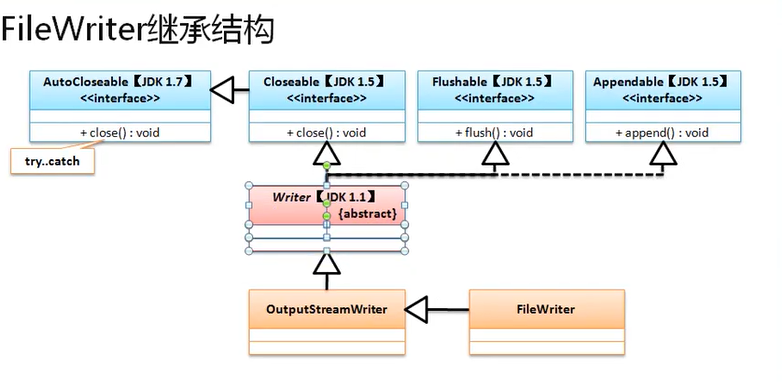 FileWriter继承结构
AutoCloseable【JDK 1.7】
<<interface>>
+ close() : void
Closeable【JDK 1.5】
<<interface>>
+ close() : void
Flushable【JDK 1.5】
<<interface>>
+ flush() : void
Appendable【JDK 1.5】
<<interface>>
+ append() : void
try..catch
Writer【JDK 1.1】
{abstract}
OutputStreamWriter
FileWriter